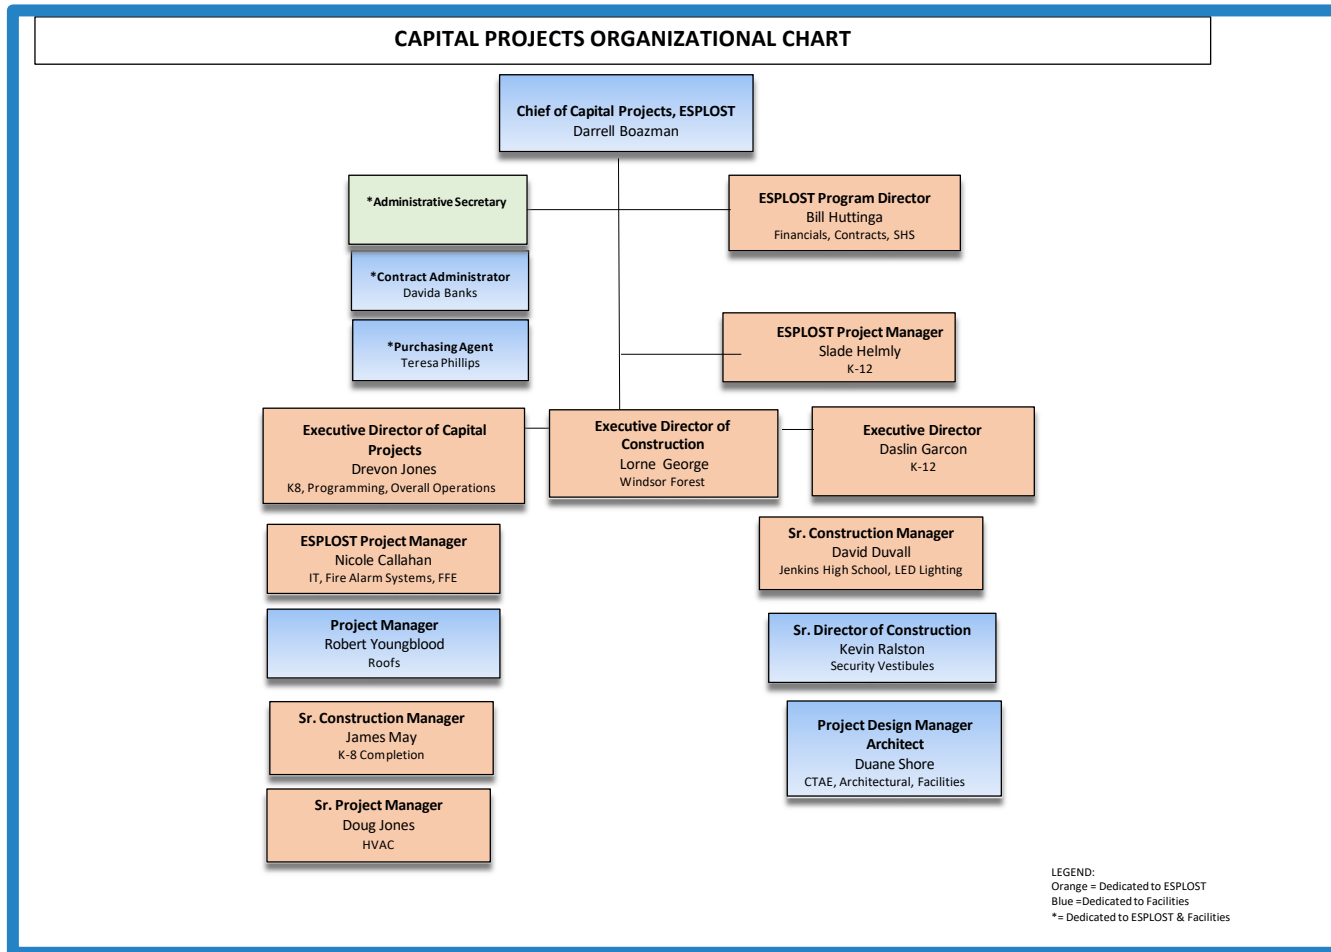 CAPITAL PROJECTS ORGANIZATIONAL CHART
Chief of Capital Projects, ESPLOST
Darrell Boazman
*Administrative Secretary
ESPLOST Program Director
Bill Huttinga
Financials, Contracts, SHS
*Contract Administrator
Davida Banks
*Purchasing Agent
Teresa Phillips
ESPLOST Project Manager
Slade Helmly
K-12
Executive Director of Capital
Projects
Drevon Jones
K8, Programming, Overall Operations
Executive Director of
Construction
Lorne George
Windsor Forest
Executive Director
Daslin Garcon
K-12
ESPLOST Project Manager
Nicole Callahan
IT, Fire Alarm Systems, FFE
Sr. Construction Manager
David Duvall
Jenkins High School, LED Lighting
Project Manager
Robert Youngblood
Roofs
Sr. Director of Construction
Kevin Ralston
Security Vestibules
Sr. Construction Manager
James May
K-8 Completion
Project Design Manager
Architect
Duane Shore
CTAE, Architectural, Facilities
Sr. Project Manager
Doug Jones
HVAC
LEGEND:
Orange = Dedicated to ESPLOST
Blue =Dedicated to Facilities
*= Dedicated to ESPLOST & Facilities